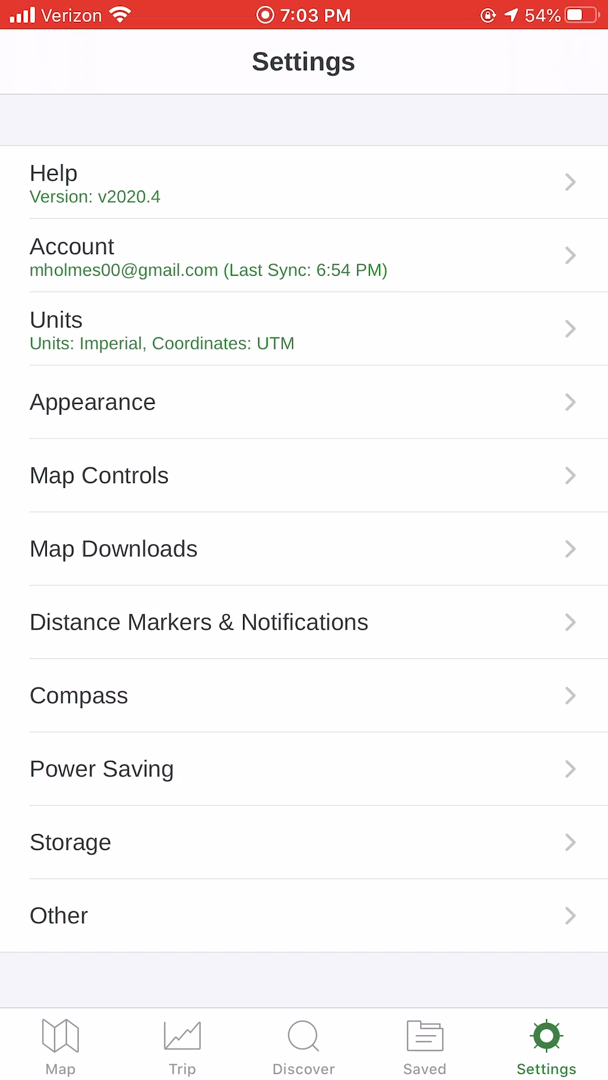 Verizon 7:03 PM 54%
Settings
Help
Version: v2020.4
Account
mholmes00@gmail.com (Last Sync: 6:54 PM)
Units
Units: Imperial, Coordinates: UTM
Appearance
Map Controls
Map Downloads
Distance Markers & Notifications
Compass
Power Saving
Storage
Other
Map Trip Discover Saved Settings